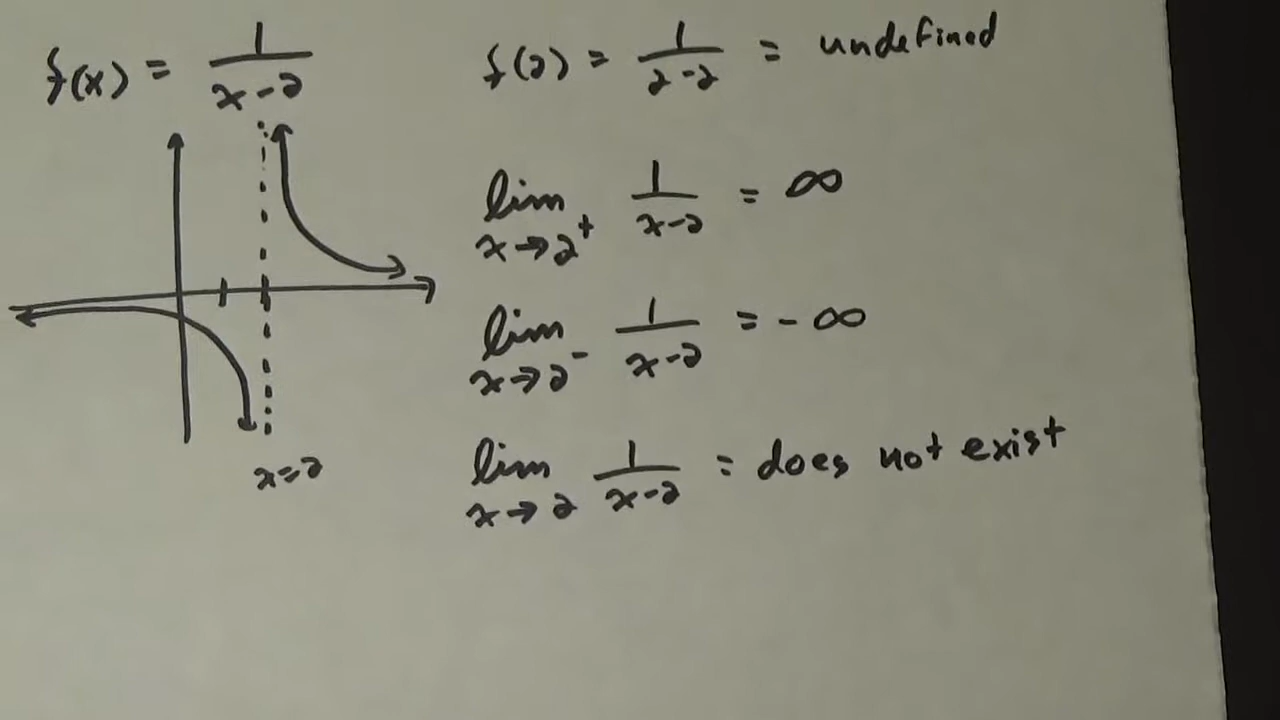 f(x) = 1/(x-2)
f(2) = 1/(2-2) = undefined
lim x→2⁺ 1/(x-2) = ∞
lim x→2⁻ 1/(x-2) = -∞
x=2
lim x→2 1/(x-2) = does not exist